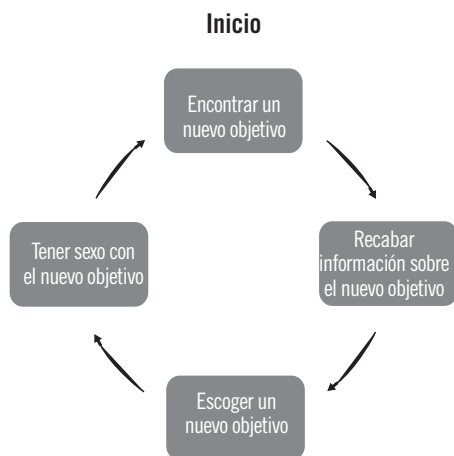 Inicio
Encontrar un
nuevo objetivo
Recabar
información sobre
el nuevo objetivo
Escoger un
nuevo objetivo
Tener sexo con
el nuevo objetivo